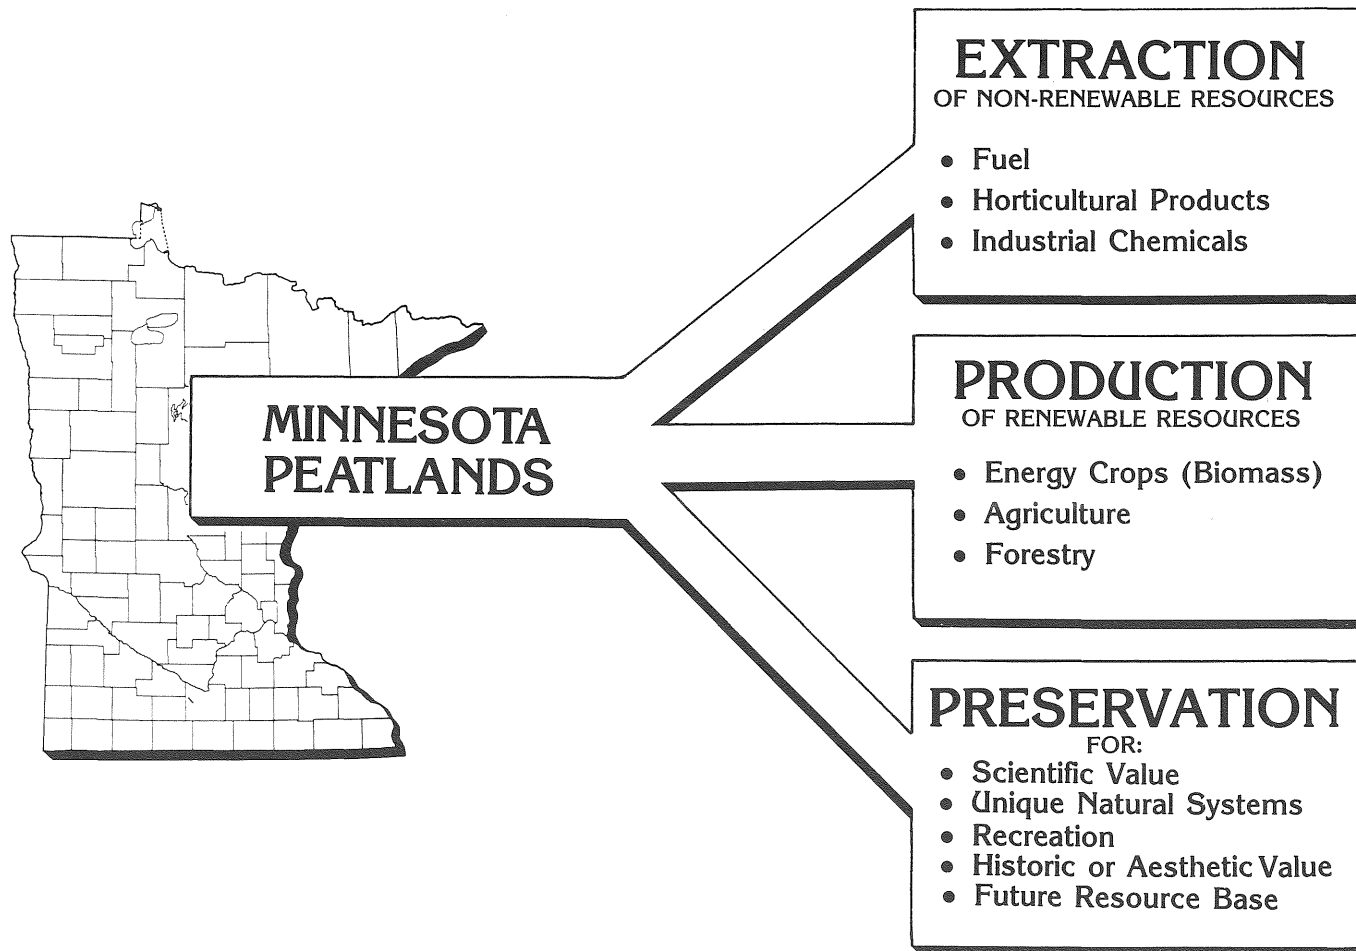 MINNESOTA
PEATLANDS
EXTRACTION
OF NON-RENEWABLE RESOURCES
• Fuel
• Horticultural Products
• Industrial Chemicals
PRODUCTION
OF RENEWABLE RESOURCES
• Energy Crops (Biomass)
• Agriculture
• Forestry
PRESERVATION
FOR:
• Scientific Value
• Unique Natural Systems
• Recreation
• Historic or Aesthetic Value
• Future Resource Base